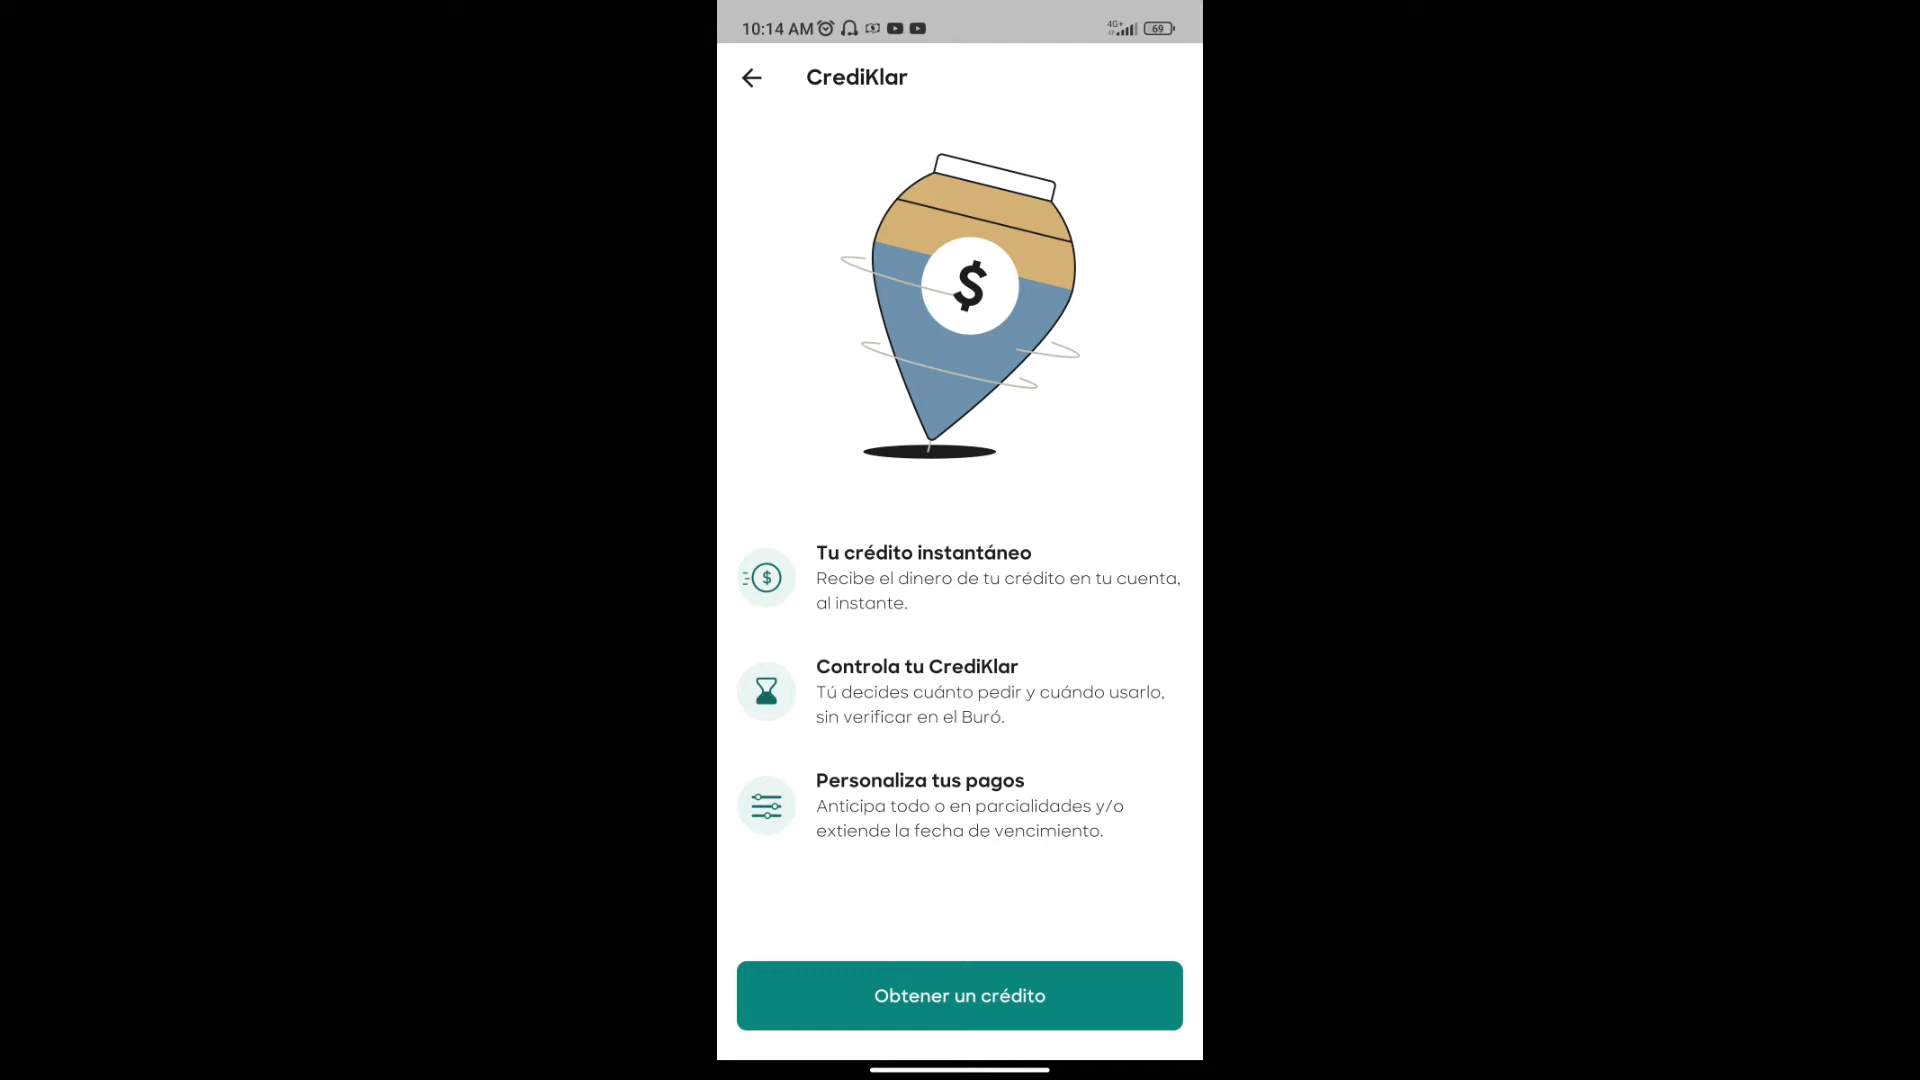 10:14 AM
4G+
69
CrediKlar
$
Tu crédito instantáneo
Recibe el dinero de tu crédito en tu cuenta,
al instante.
$
Controla tu CrediKlar
Tú decides cuánto pedir y cuándo usarlo,
sin verificar en el Buró.
Personaliza tus pagos
Anticipa todo o en parcialidades y/o
extiende la fecha de vencimiento.
Obtener un crédito